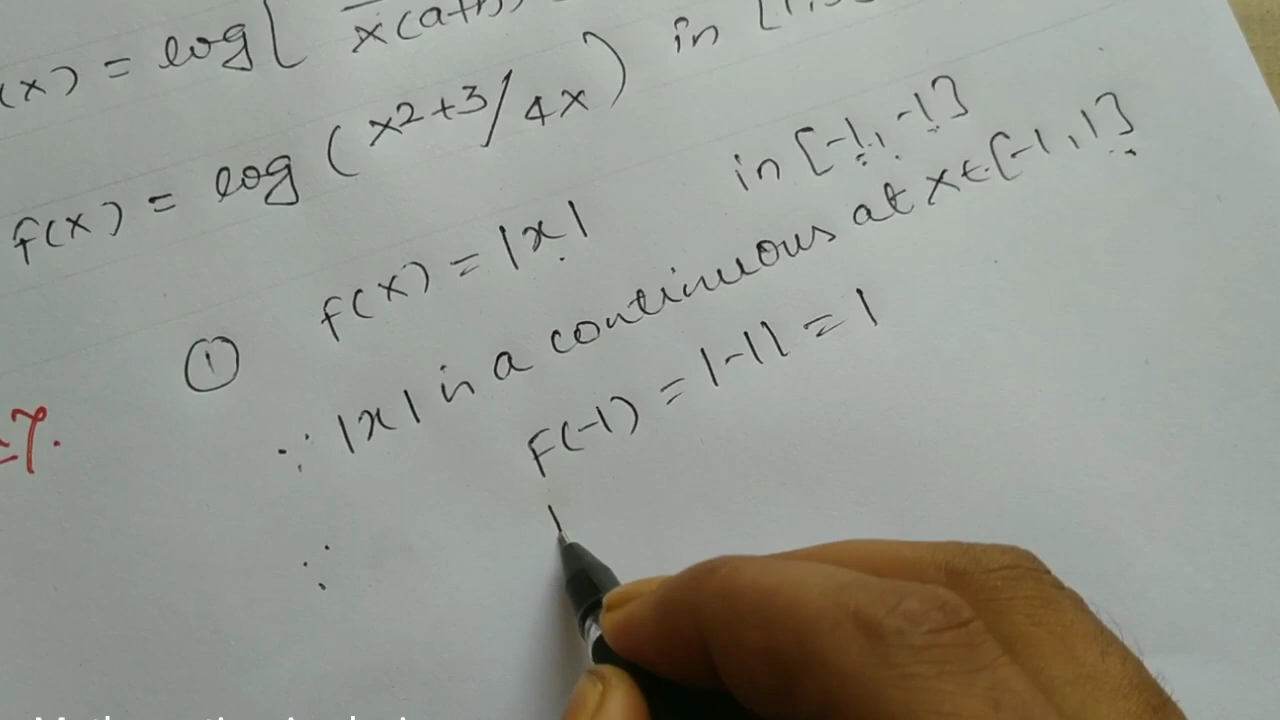 (x) = log[ x(a+b)
f(x) = log (x2+3/4x) in [1,
① f(x) = |x| in [-1, -1]
∵ |x| is a continuous at x ∈ [-1, 1]
F(-1) = |-1| = 1
∴
7.